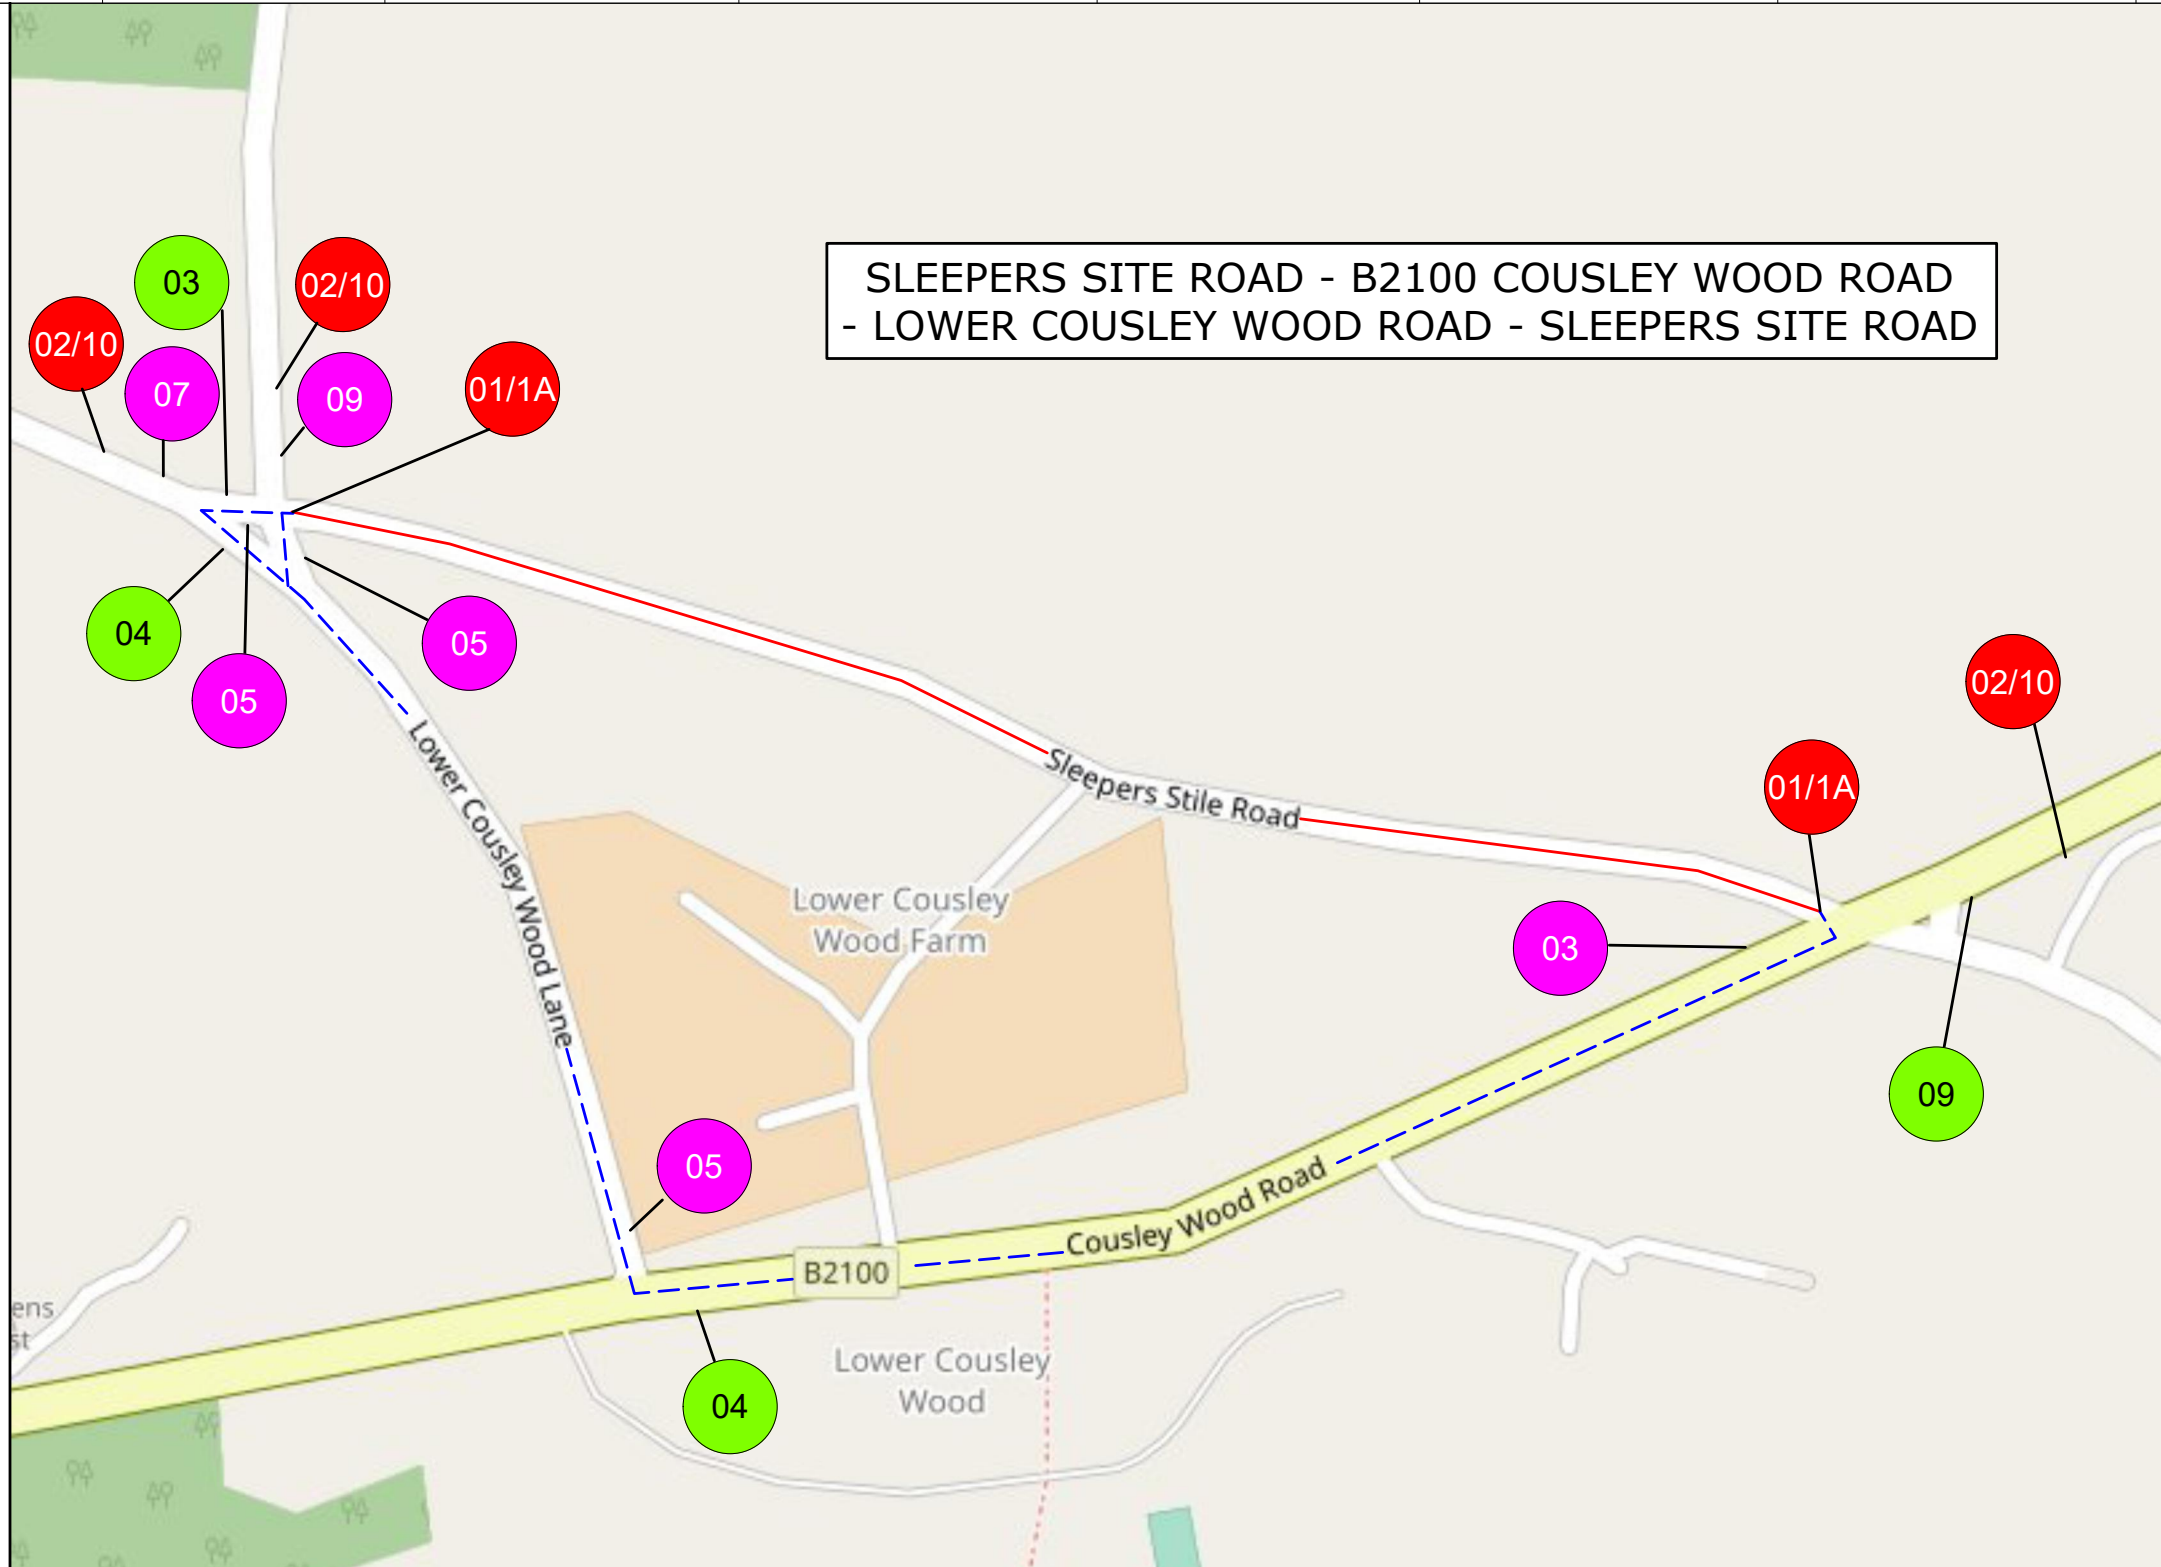 SLEEPERS SITE ROAD - B2100 COUSLEY WOOD ROAD
- LOWER COUSLEY WOOD ROAD - SLEEPERS SITE ROAD
03
02/10
02/10
07
09
01/1A
04
05
05
Lower Cousley Wood Lane
Sleepers Stile Road
02/10
01/1A
Lower Cousley
Wood Farm
03
09
05
Cousley Wood Road
B2100
ens
st
Lower Cousley
Wood
04